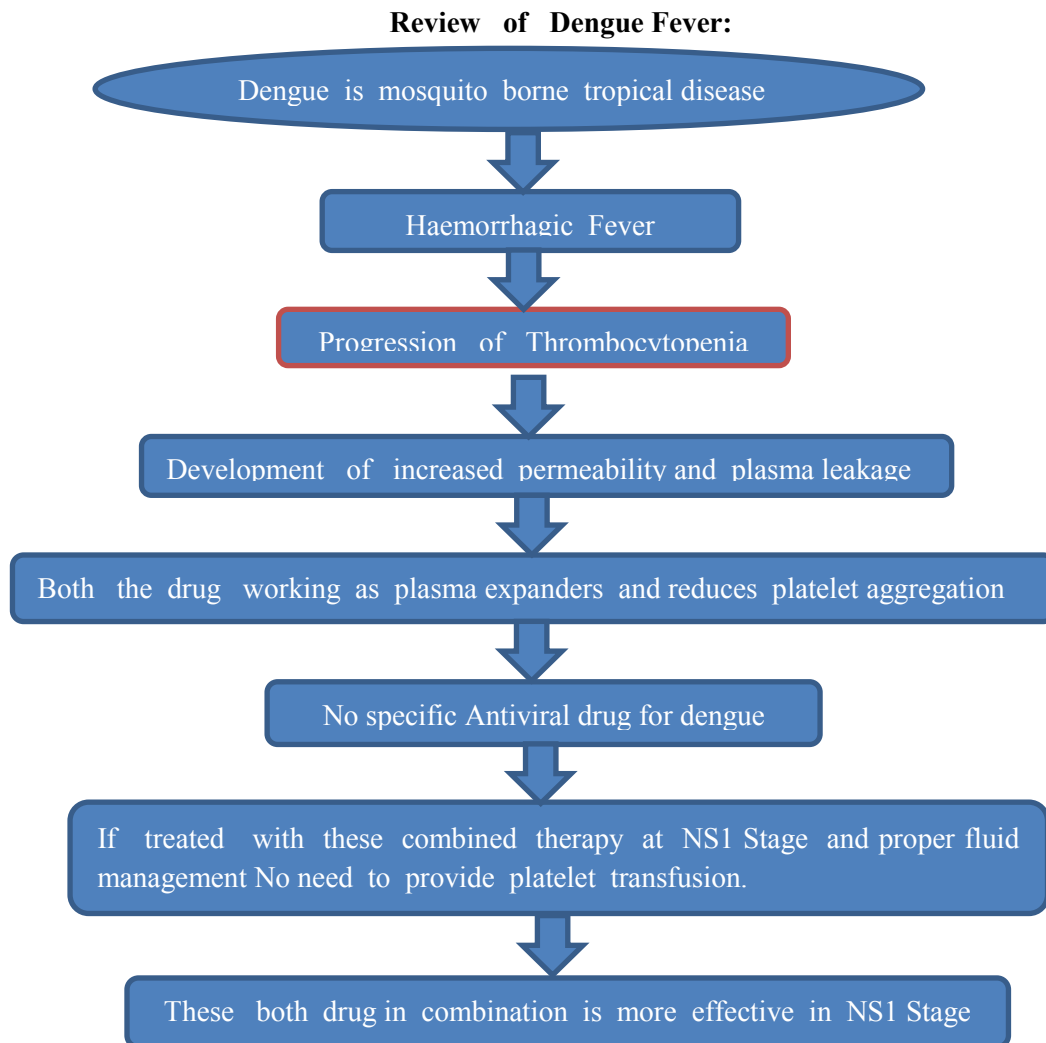 Review of Dengue Fever:
Dengue is mosquito borne tropical disease
Haemorrhagic Fever
Progression of Thrombocytopenia
Development of increased permeability and plasma leakage
Both the drug working as plasma expanders and reduces platelet aggregation
No specific Antiviral drug for dengue
If treated with these combined therapy at NS1 Stage and proper fluid
management No need to provide platelet transfusion.
These both drug in combination is more effective in NS1 Stage